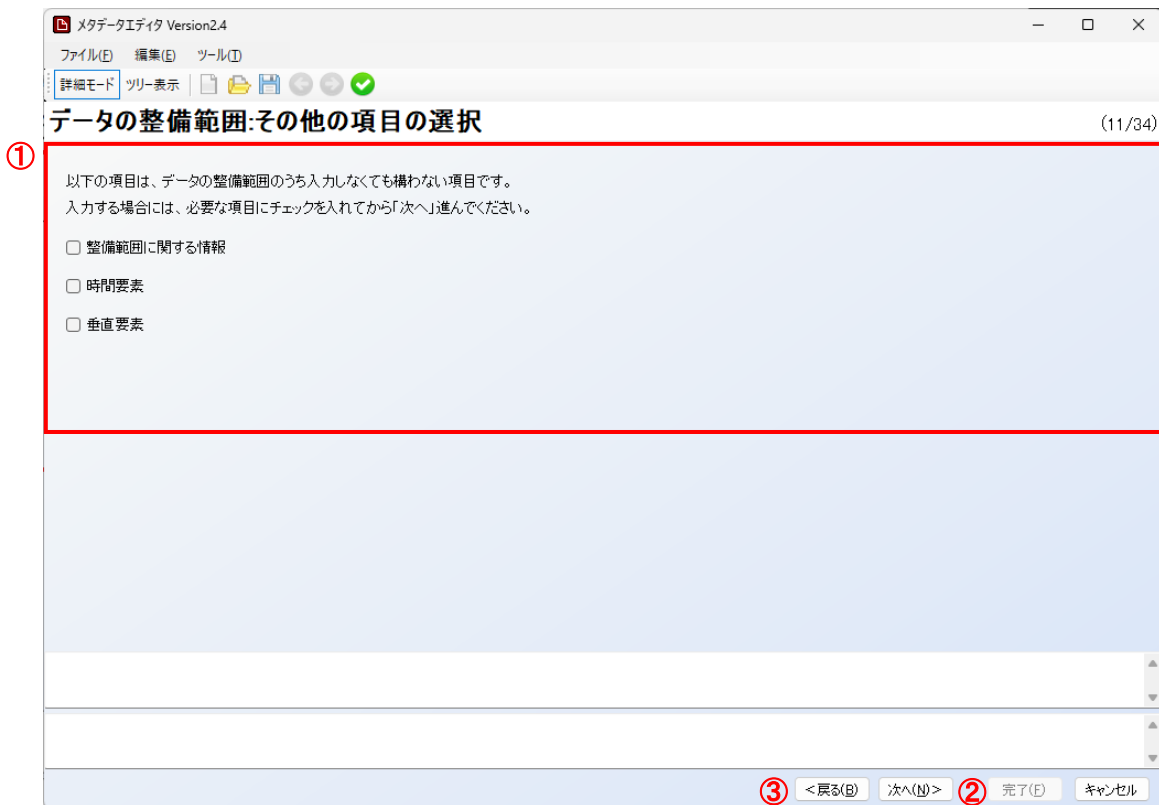 メタデータエディタ Version2.4
ファイル(F) 編集(E) ツール(T)
詳細モード ツリー表示
データの整備範囲:その他の項目の選択 (11/34)
①
以下の項目は、データの整備範囲のうち入力しなくても構わない項目です。
入力する場合には、必要な項目にチェックを入れてから「次へ」進んでください。
整備範囲に関する情報
時間要素
垂直要素
③ <戻る(B) 次へ(N)> ② 完了(F) キャンセル